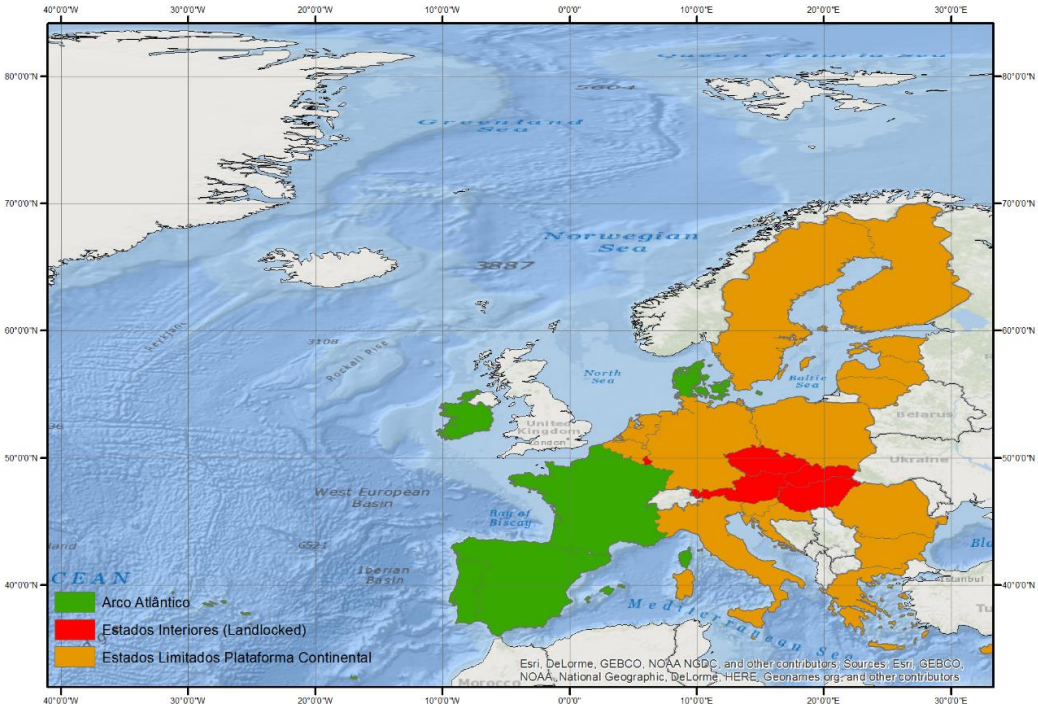 40°0'0"W 30°0'0"W 20°0'0"W 10°0'0"W 0°0'0" 10°0'0"E 20°0'0"E 30°0'0"E
Queen Victoria Sea
80°0'0"N 80°0'0"N
5604
Greenland
Sea
70°0'0"N 70°0'0"N
Norwegian
Sea
3887
60°0'0"N 60°0'0"N
3108
Rockall Rise
North
Sea
Baltic
Sea
Belarus
United
Kingdom
London
Ukraine
50°0'0"N 50°0'0"N
West European
Basin
Bay of
Biscay
6521
Iberian
Basin
CEAN
Istanbul
40°0'0"N 40°0'0"N
Mediterranean Sea
Morocco
Arco Atlântico
Estados Interiores (Landlocked)
Estados Limitados Plataforma Continental
Esri, DeLorme, GEBCO, NOAA NGDC, and other contributors, Sources: Esri, GEBCO,
NOAA, National Geographic, DeLorme, HERE, Geonames.org, and other contributors
40°0'0"W 30°0'0"W 20°0'0"W 10°0'0"W 0°0'0" 10°0'0"E 20°0'0"E 30°0'0"E